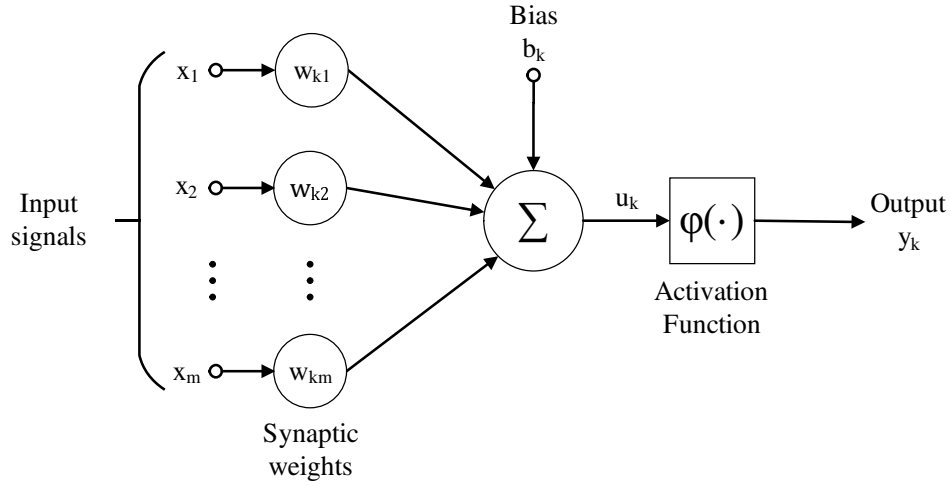 Bias
b_k
x_1
w_k1
x_2
w_k2
Input
signals
Σ
u_k
φ(·)
Output
y_k
Activation
Function
x_m
w_km
Synaptic
weights